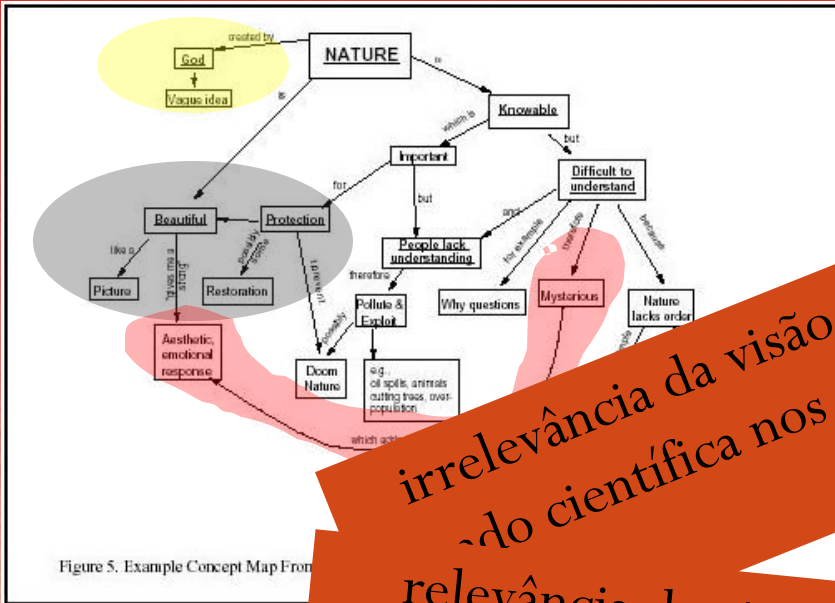 created by
NATURE
God
is
Vague idea
is
Knowable
which is
but
Important
Difficult to
understand
for
but
and
for example
therefore
because
Beautiful
Protection
People lack
understanding
like a
"gives me a
strong"
possibly
some
therefore
Picture
Restoration
Pollute &
Exploit
Why questions
Mysterious
Nature
lacks order
possibly
Aesthetic,
emotional
response
Doom
Nature
e.g.,
oil spills, animals
cutting trees, over-
population
which
irrelevância da visão
do científica nos
relevância
Figure 5. Example Concept Map From